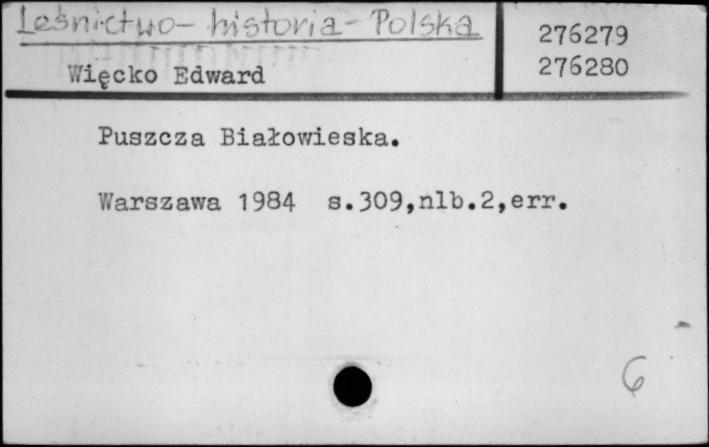 Leśnictwo - historia - Polska
276279
Więcko Edward
276280
Puszcza Białowieska.
Warszawa 1984 s.309,nlb.2,err.
6